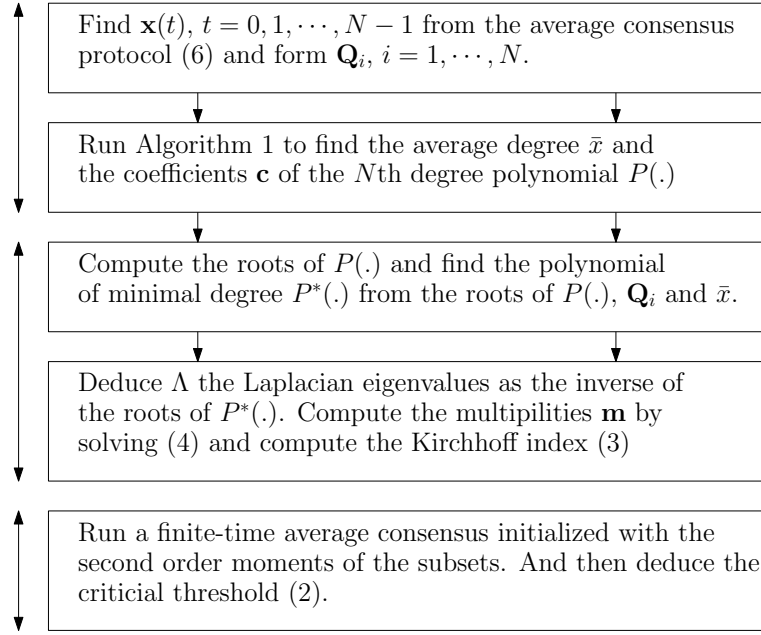 Find x(t), t = 0, 1, · · · , N − 1 from the average consensus
protocol (6) and form Qᵢ, i = 1, · · · , N.
Run Algorithm 1 to find the average degree x̄ and
the coefficients c of the Nth degree polynomial P(.)
Compute the roots of P(.) and find the polynomial
of minimal degree P*(.) from the roots of P(.), Qᵢ and x̄.
Deduce Λ the Laplacian eigenvalues as the inverse of
the roots of P*(.). Compute the multipilities m by
solving (4) and compute the Kirchhoff index (3)
Run a finite-time average consensus initialized with the
second order moments of the subsets. And then deduce the
criticial threshold (2).